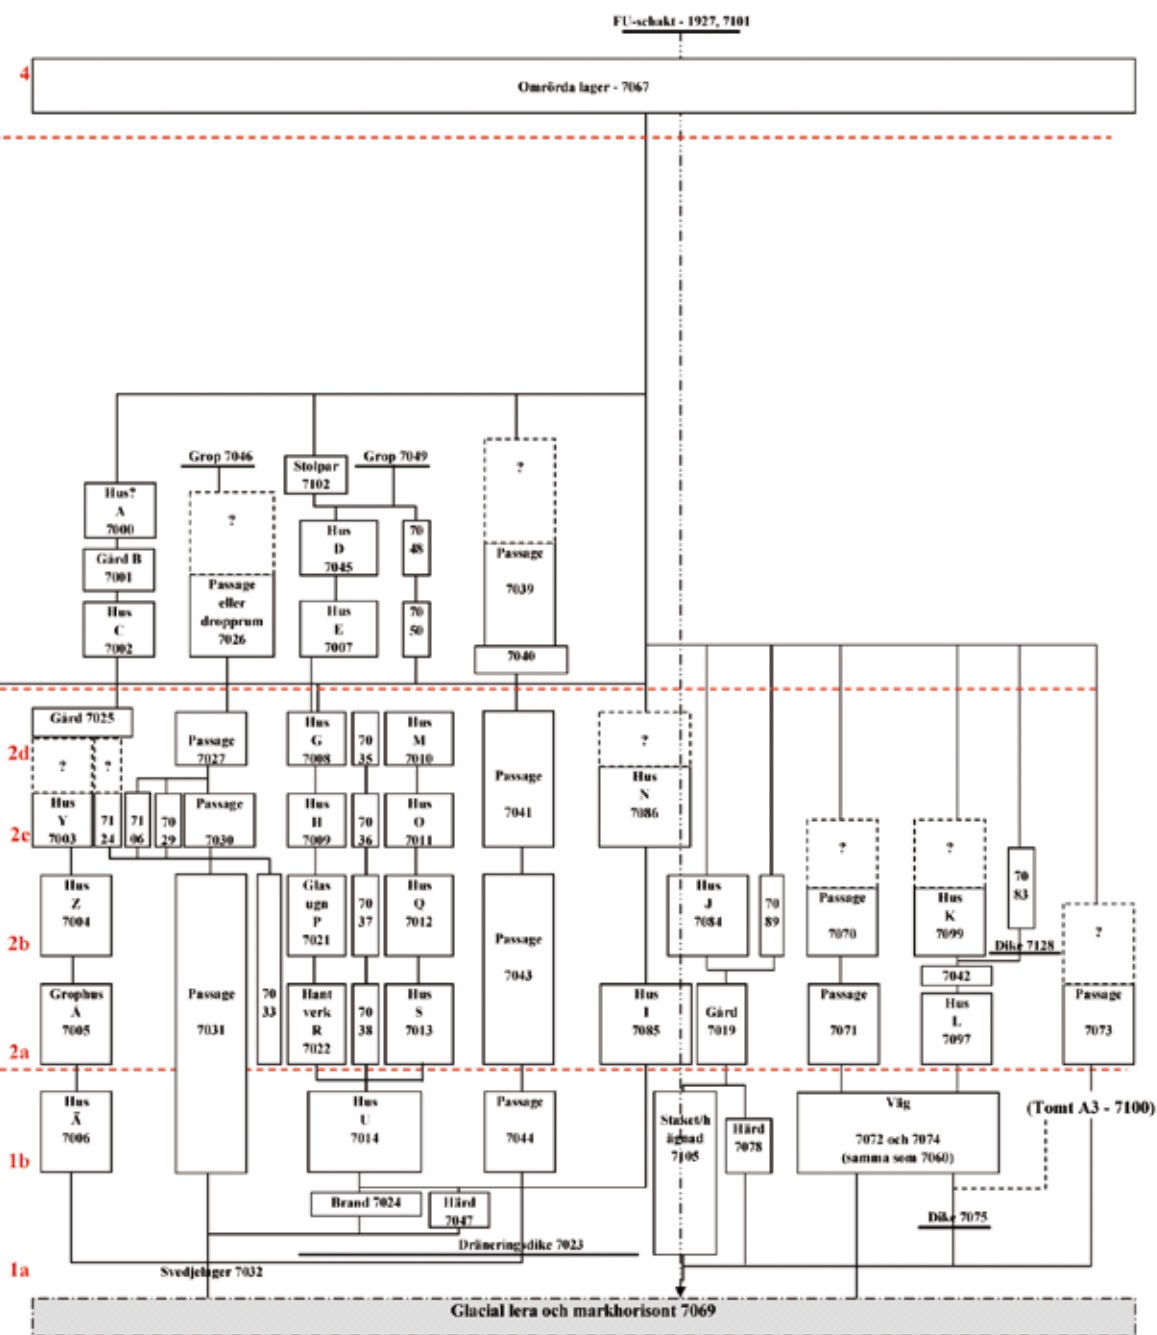 FU-schakt - 1927, 7101
4
Omrörda lager - 7067
Grop 7046
Stolpar
7102
Grop 7049
?
Hus?
A
7000
?
Hus
D
7045
70
48
Passage
7039
Gård B
7001
Passage
eller
dropprum
7026
Hus
C
7002
Hus
E
7007
70
50
7040
2d
Gård 7025
?
?
Passage
7027
Hus
G
7008
70
35
Hus
M
7010
Passage
7041
?
Hus
N
7086
2c
Hus
Y
7003
71
24
71
06
70
29
Passage
7030
Hus
H
7009
70
36
Hus
O
7011
?
?
70
83
2b
Hus
Z
7004
Glas
ugn
P
7021
70
37
Hus
Q
7012
Passage
7043
Hus
J
7084
70
89
Passage
7070
Hus
K
7099
Dike 7128
?
7042
2a
Grophus
Å
7005
Passage
7031
70
33
Hant
verk
R
7022
70
38
Hus
S
7013
Hus
I
7085
Gård
7019
Passage
7071
Hus
L
7097
Passage
7073
1b
Hus
Ä
7006
Hus
U
7014
Passage
7044
Staket/h
ägnad
7105
Härd
7078
Väg
7072 och 7074
(samma som 7060)
(Tomt A3 - 7100)
Brand 7024
Härd
7047
Dike 7075
Dräneringsdike 7023
1a
Svedjelager 7032
Glacial lera och markhorisont 7069